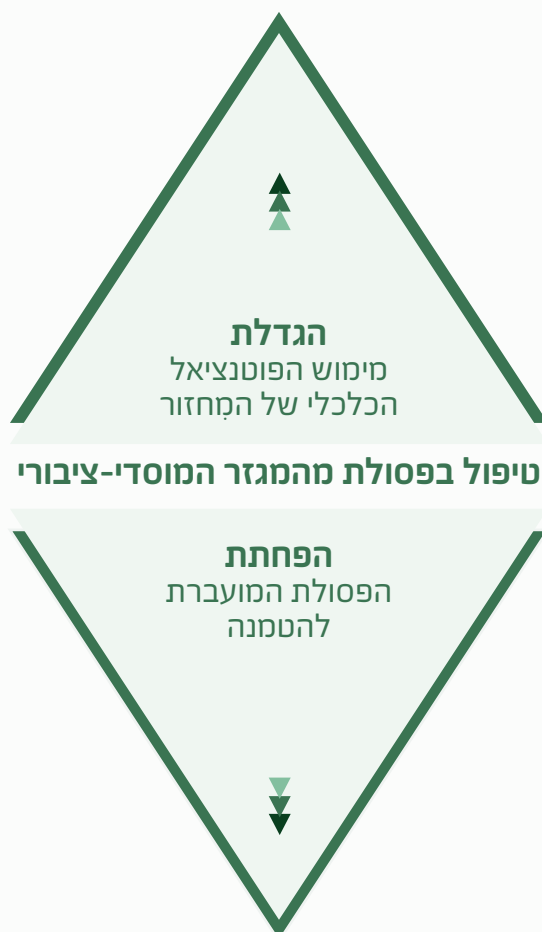 הגדלת
מימוש הפוטנציאל
הכלכלי של המִחזור
טיפול בפסולת מהמגזר המוסדי-ציבורי
הפחתת
הפסולת המועברת
להטמנה